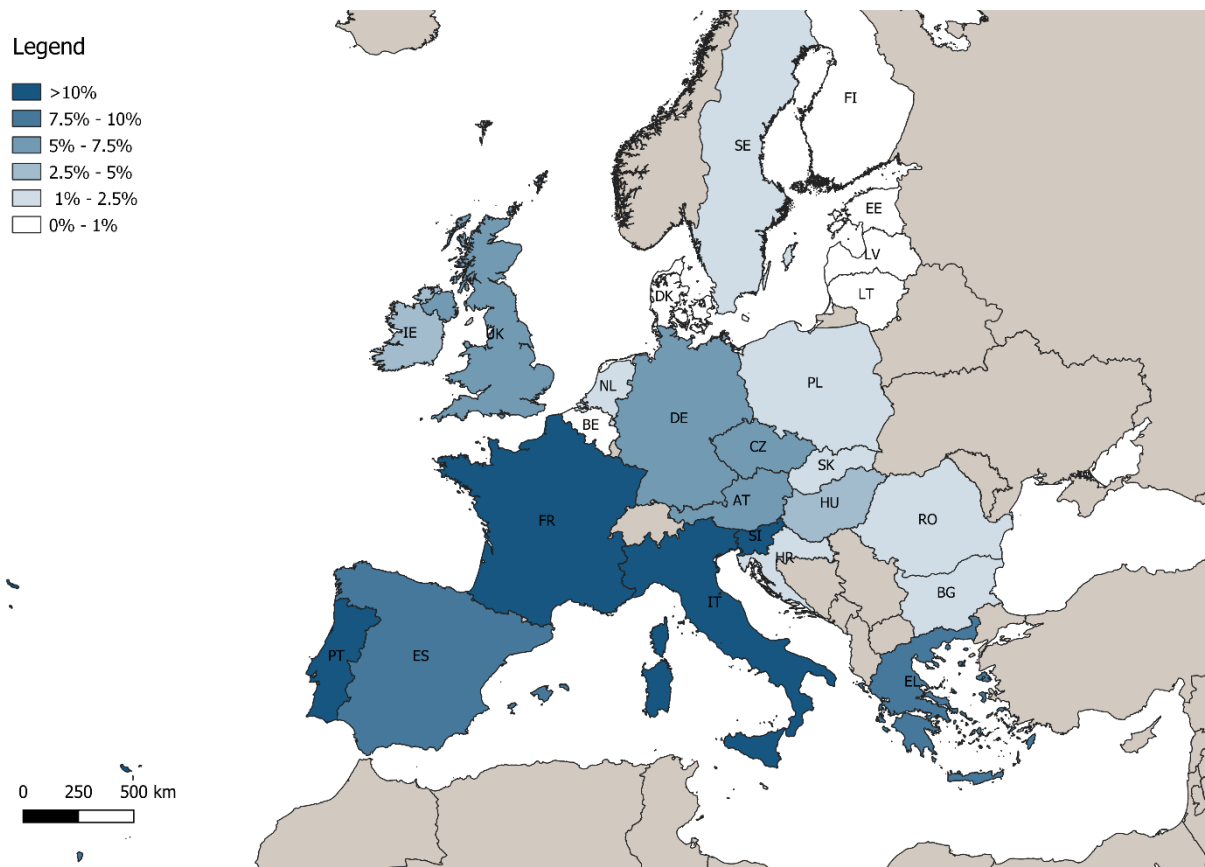 Legend
>10%
7.5% - 10%
5% - 7.5%
2.5% - 5%
1% - 2.5%
0% - 1%
FI
SE
EE
LV
LT
DK
IE
UK
NL
PL
BE
DE
CZ
SK
AT
HU
FR
RO
SI
HR
BG
IT
PT
ES
EL
0 250 500 km